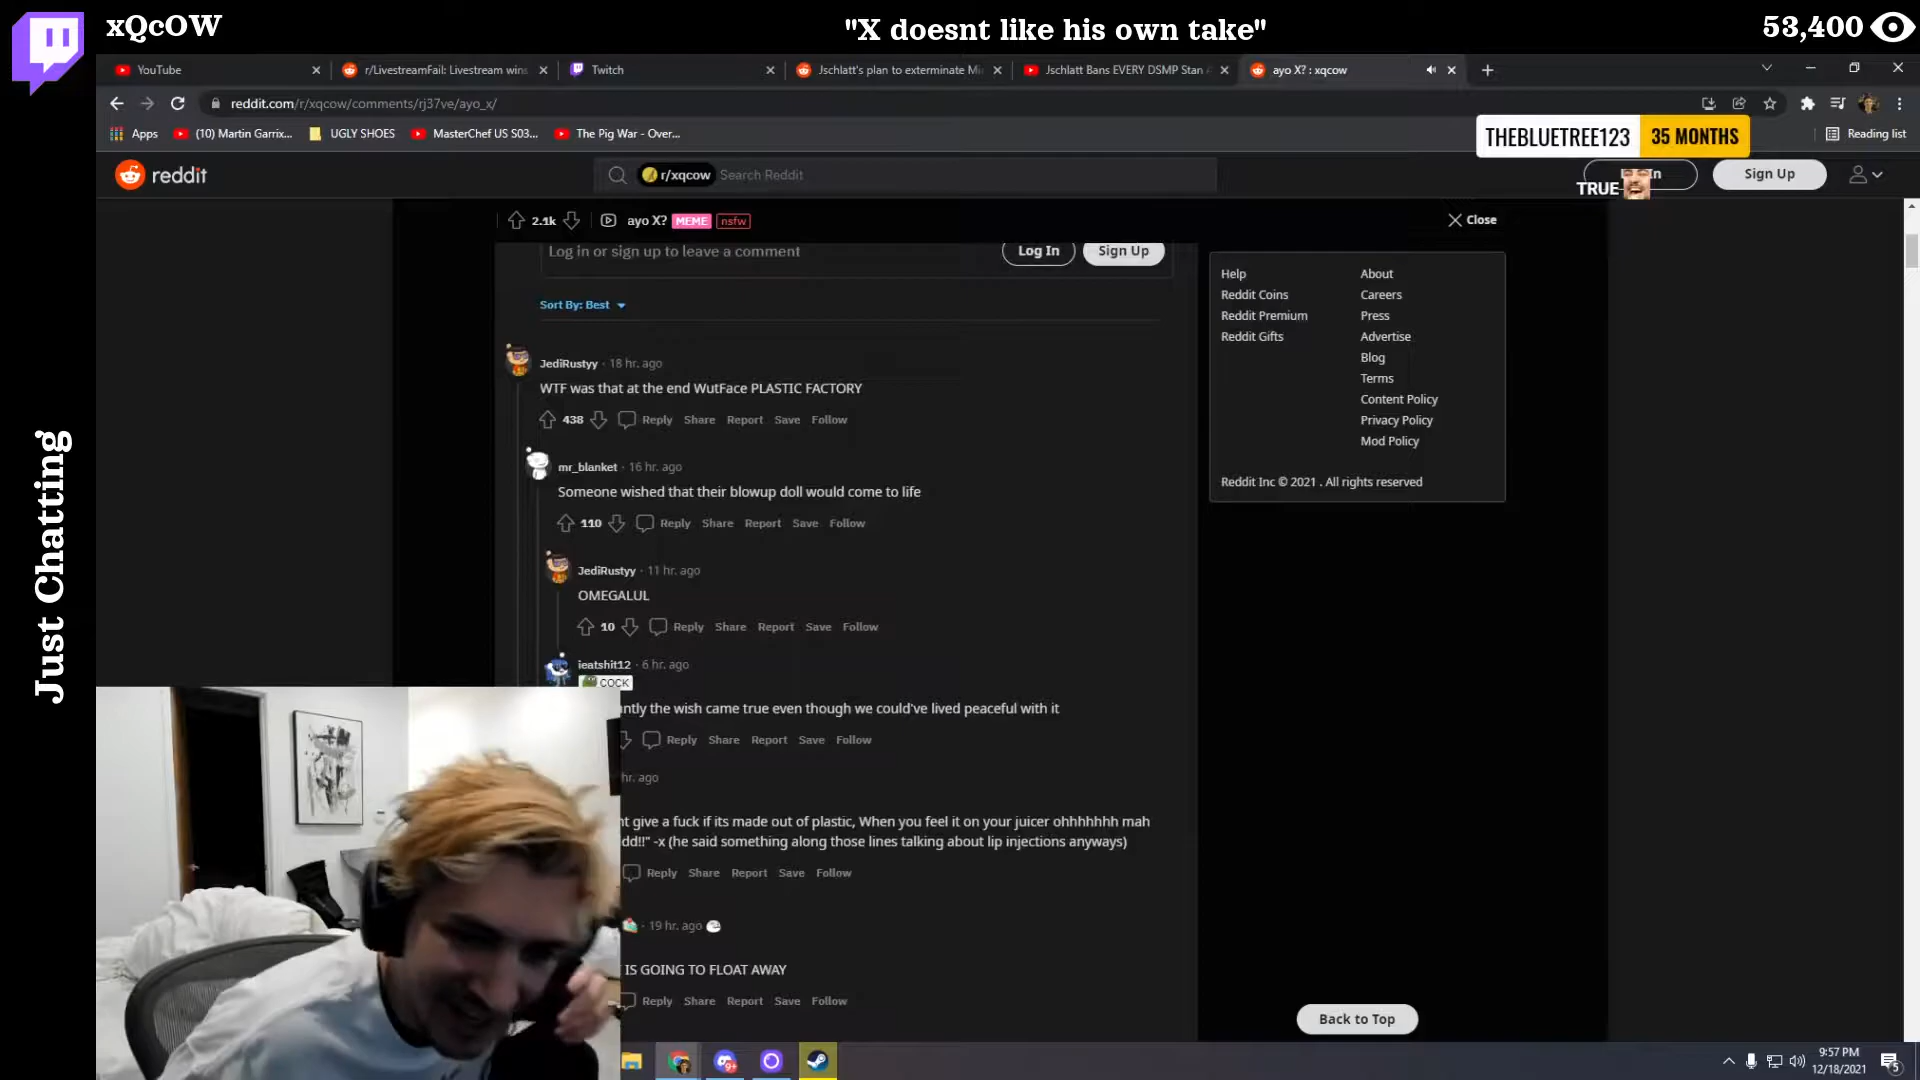 xQcOW
"X doesnt like his own take"
53,400
Just Chatting
YouTube
r/LivestreamFail: Livestream wins
Twitch
Jschlatt's plan to exterminate Mi
Jschlatt Bans EVERY DSMP Stan
ayo X? : xqcow
reddit.com/r/xqcow/comments/rj37ve/ayo_x/
Apps
(10) Martin Garrix...
UGLY SHOES
MasterChef US S03...
The Pig War - Over...
THEBLUETREE123 35 MONTHS
Reading list
reddit
r/xqcow
Search Reddit
TRUE
In
Sign Up
2.1k
ayo X? MEME nsfw
Close
Log in or sign up to leave a comment
Log In
Sign Up
Sort By: Best
JediRustyy · 18 hr. ago
WTF was that at the end WutFace PLASTIC FACTORY
438 Reply Share Report Save Follow
mr_blanket · 16 hr. ago
Someone wished that their blowup doll would come to life
110 Reply Share Report Save Follow
JediRustyy · 11 hr. ago
OMEGALUL
10 Reply Share Report Save Follow
ieatshit12 · 6 hr. ago
COCK
ntly the wish came true even though we could've lived peaceful with it
Reply Share Report Save Follow
hr. ago
nt give a fuck if its made out of plastic, When you feel it on your juicer ohhhhhhh mah
dd!!" -x (he said something along those lines talking about lip injections anyways)
Reply Share Report Save Follow
· 19 hr. ago
IS GOING TO FLOAT AWAY
Reply Share Report Save Follow
Help
Reddit Coins
Reddit Premium
Reddit Gifts
About
Careers
Press
Advertise
Blog
Terms
Content Policy
Privacy Policy
Mod Policy
Reddit Inc © 2021 . All rights reserved
Back to Top
9+
9:57 PM
12/18/2021
5